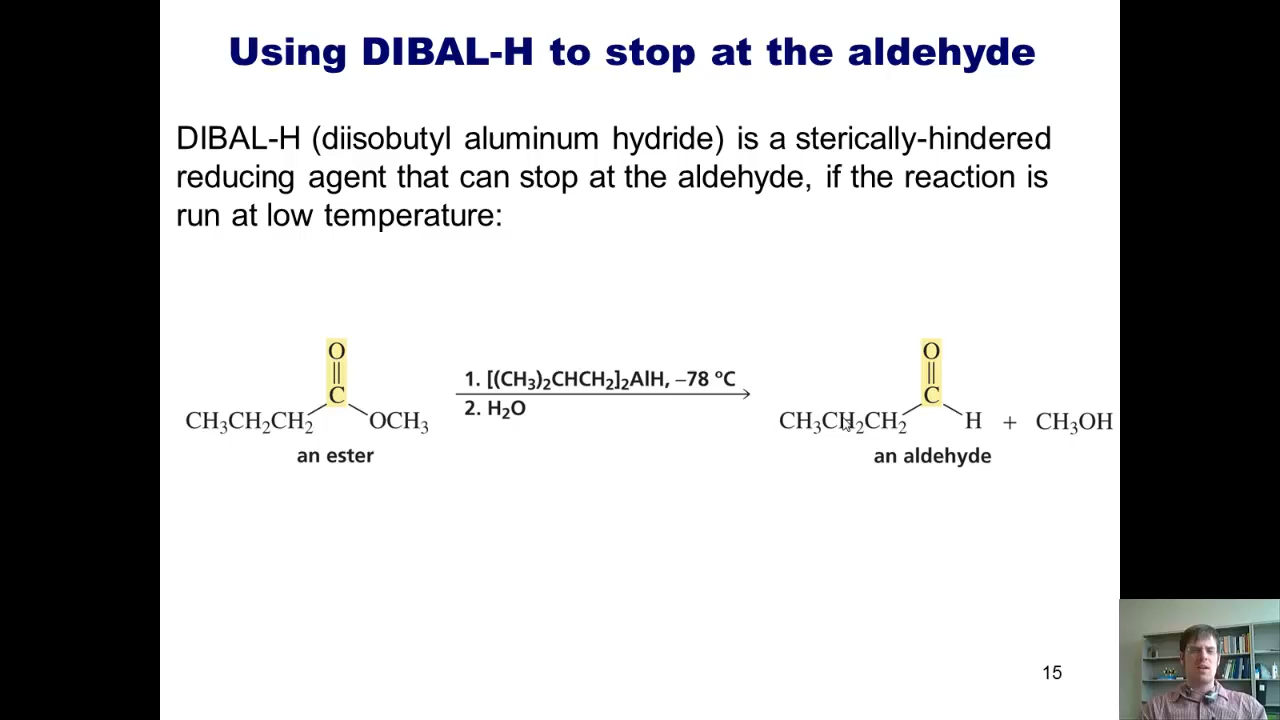 Using DIBAL-H to stop at the aldehyde
DIBAL-H (diisobutyl aluminum hydride) is a sterically-hindered
reducing agent that can stop at the aldehyde, if the reaction is
run at low temperature:
O
C
CH₃CH₂CH₂ OCH₃
an ester
1. [(CH₃)₂CHCH₂]₂AlH, –78 °C
2. H₂O
O
C
CH₃CH₂CH₂ H + CH₃OH
an aldehyde
15